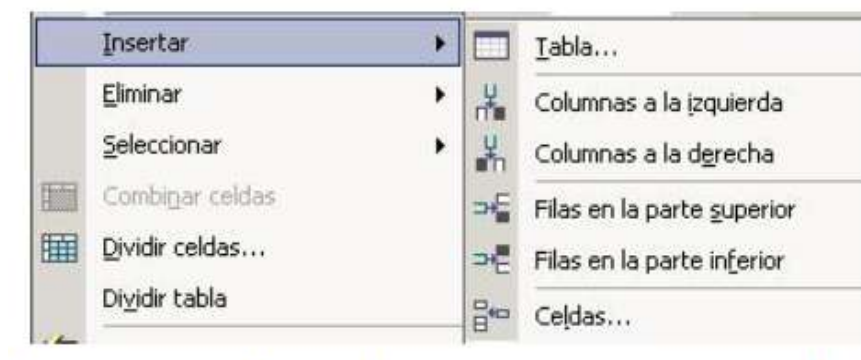 Insertar
Eliminar
Seleccionar
Combinar celdas
Dividir celdas...
Dividir tabla
Tabla...
Columnas a la izquierda
Columnas a la derecha
Filas en la parte superior
Filas en la parte inferior
Celdas...